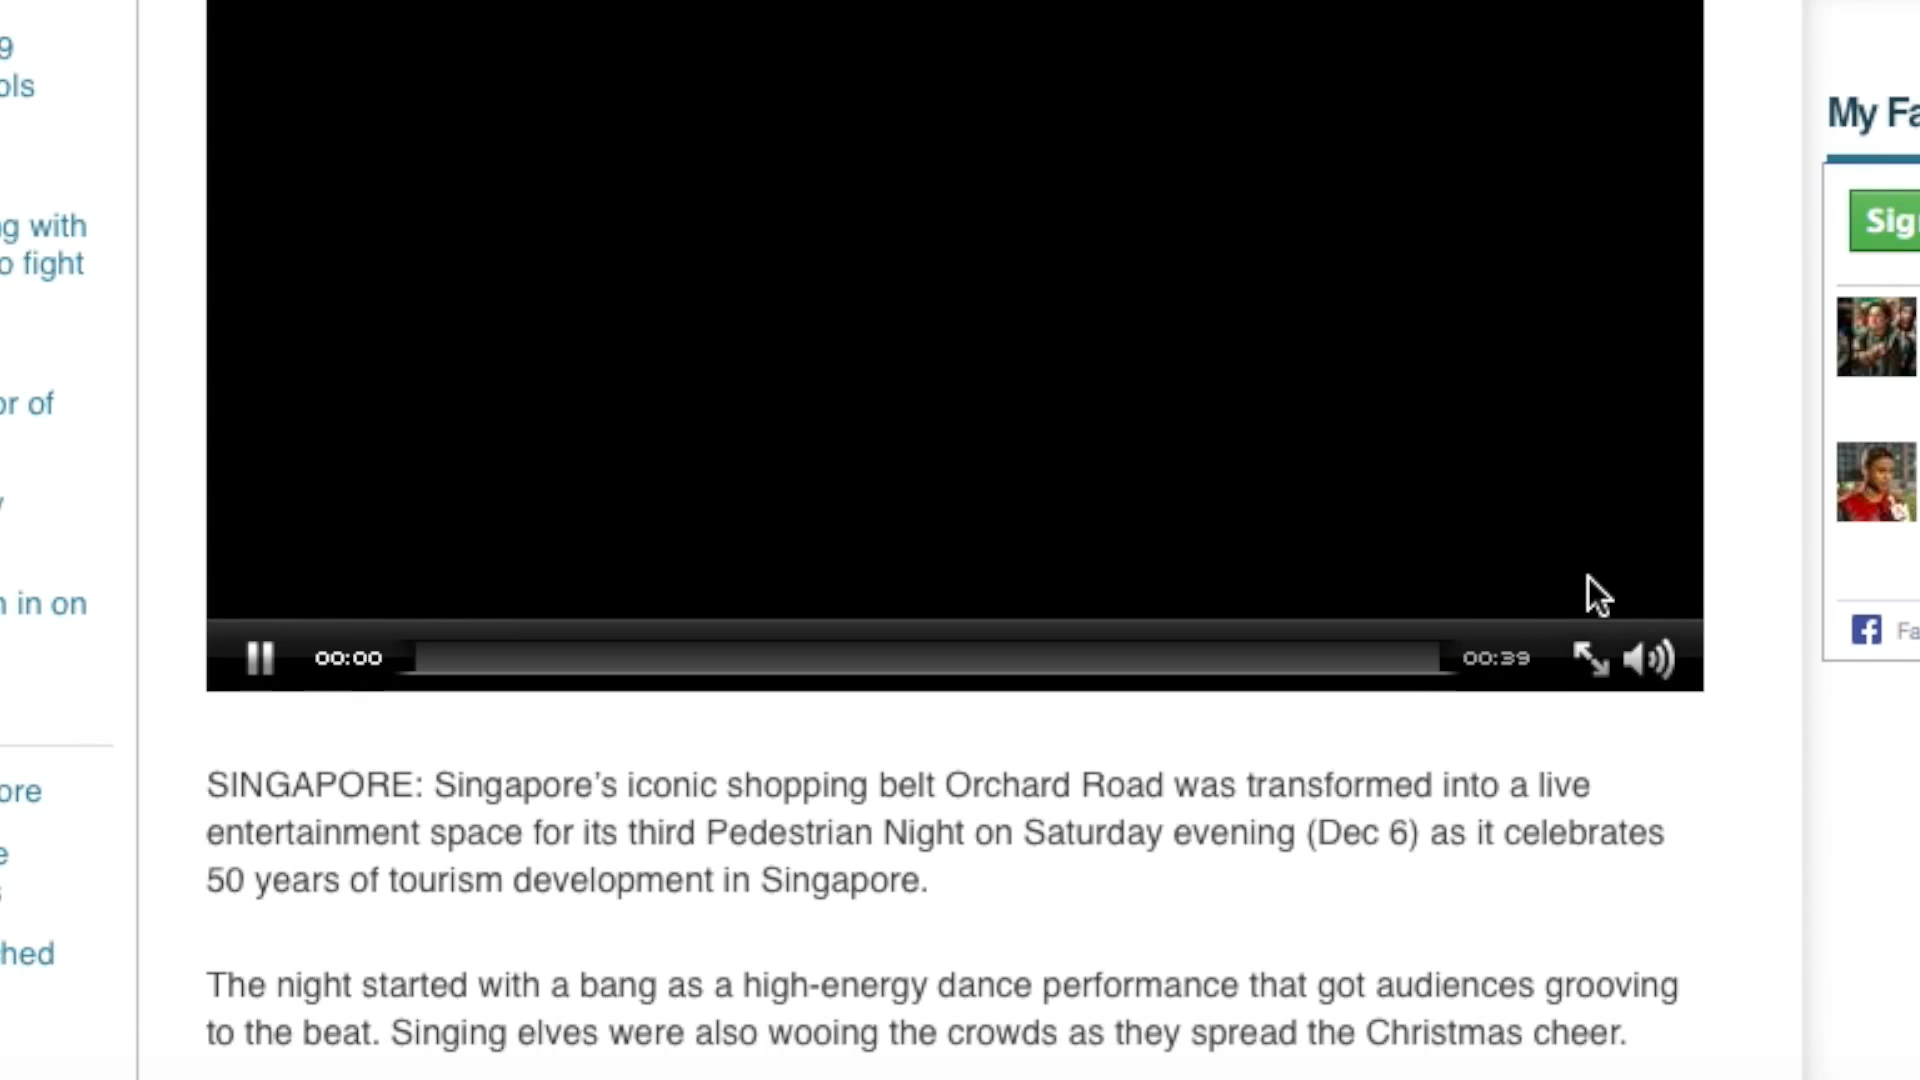 9
ols
ng with
o fight
or of
n in on
ore
e
hed
My Fa
Sig
Fa
00:00
00:39
SINGAPORE: Singapore’s iconic shopping belt Orchard Road was transformed into a live
entertainment space for its third Pedestrian Night on Saturday evening (Dec 6) as it celebrates
50 years of tourism development in Singapore.
The night started with a bang as a high-energy dance performance that got audiences grooving
to the beat. Singing elves were also wooing the crowds as they spread the Christmas cheer.